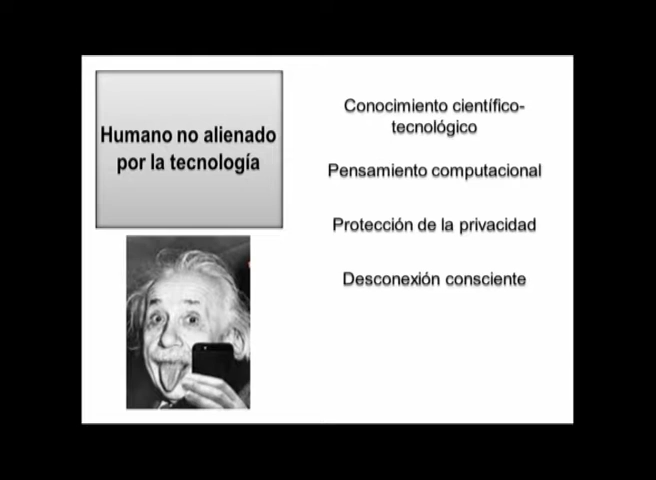 Humano no alienado
por la tecnología
Conocimiento científico-
tecnológico
Pensamiento computacional
Protección de la privacidad
Desconexión consciente